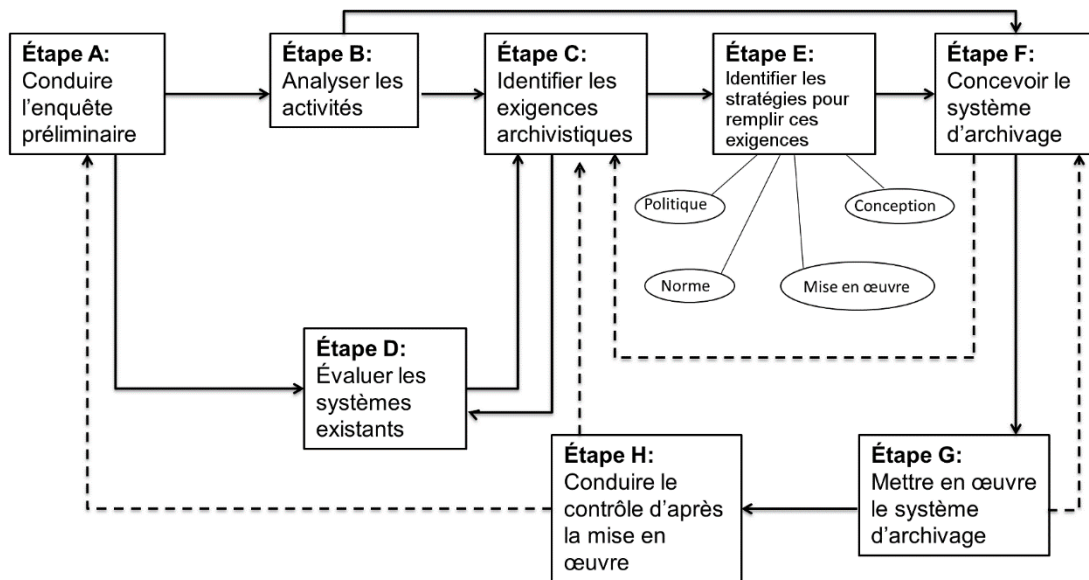 Étape A:
Conduire
l'enquête
préliminaire
Étape B:
Analyser les
activités
Étape C:
Identifier les
exigences
archivistiques
Étape E:
Identifier les
stratégies pour
remplir ces
exigences
Étape F:
Concevoir le
système
d'archivage
Politique
Conception
Norme
Mise en œuvre
Étape D:
Évaluer les
systèmes
existants
Étape H:
Conduire le
contrôle d'après
la mise en
œuvre
Étape G:
Mettre en œuvre
le système
d'archivage